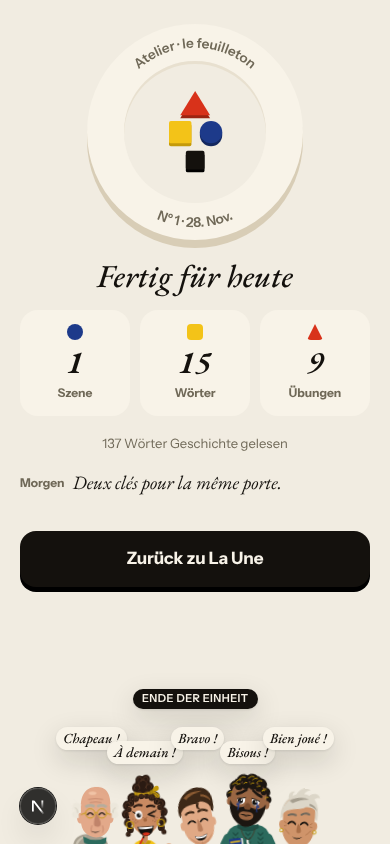 Atelier · le feuilleton
N° 1 · 28. Nov.
Fertig für heute
1
Szene
15
Wörter
9
Übungen
137 Wörter Geschichte gelesen
Morgen Deux clés pour la même porte.
Zurück zu La Une
ENDE DER EINHEIT
Chapeau !
À demain !
Bravo !
Bisous !
Bien joué !
N